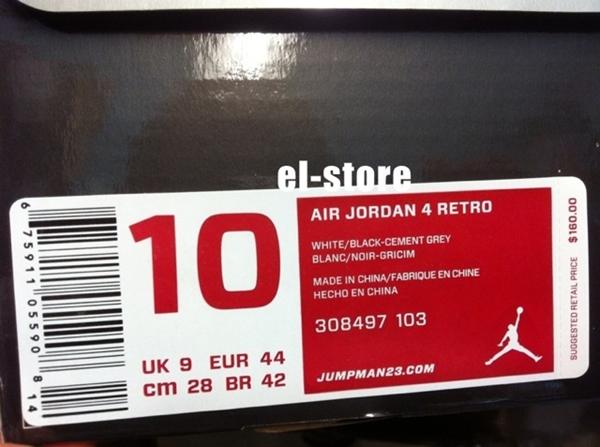 el-store
10
UK 9 EUR 44
cm 28 BR 42
6 75911 05590 8 14
AIR JORDAN 4 RETRO
WHITE/BLACK-CEMENT GREY
BLANC/NOIR-GRICIM
MADE IN CHINA/FABRIQUE EN CHINE
HECHO EN CHINA
308497 103
JUMPMAN23.COM
SUGGESTED RETAIL PRICE $160.00